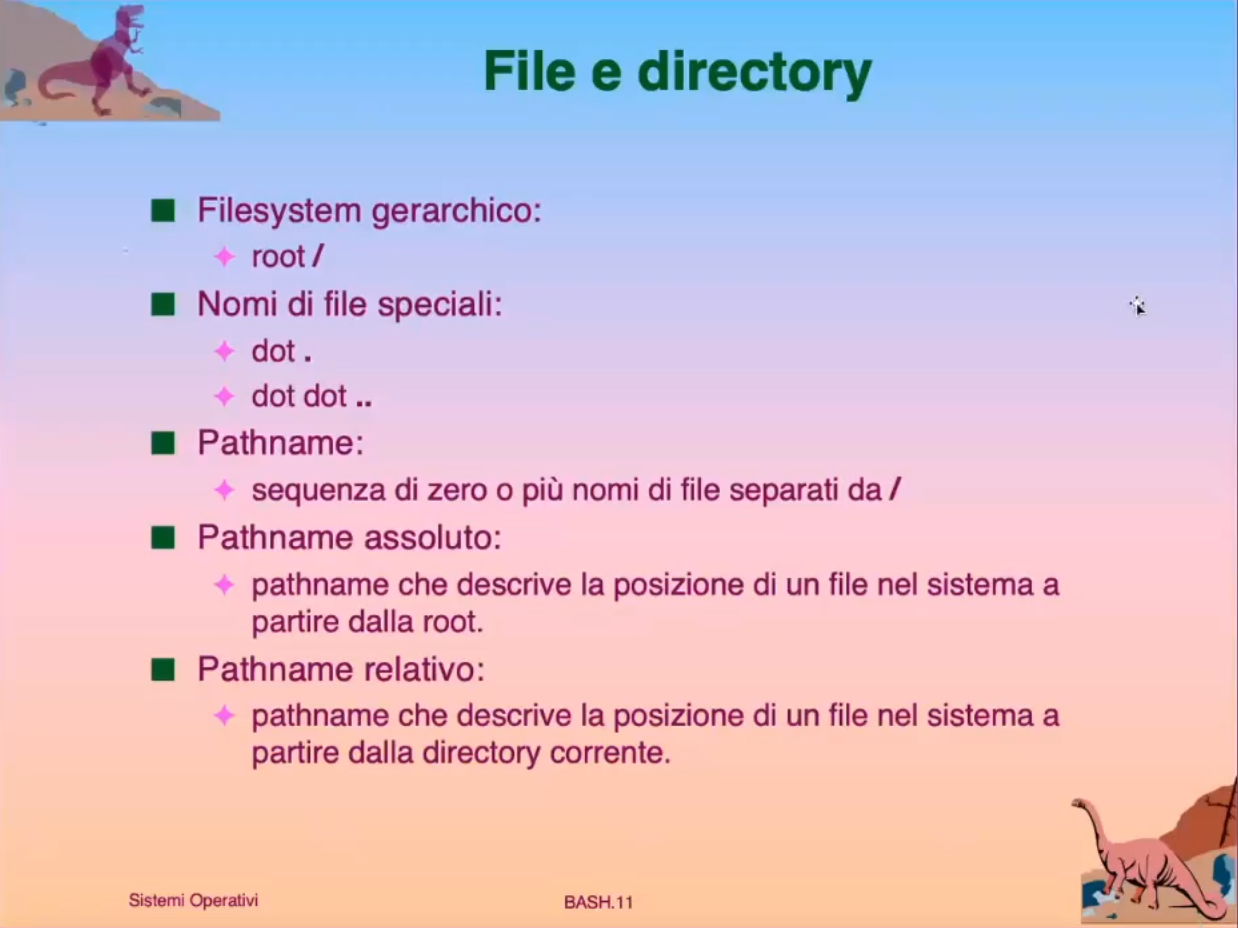 File e directory
Filesystem gerarchico:
root /
Nomi di file speciali:
dot .
dot dot ..
Pathname:
sequenza di zero o più nomi di file separati da /
Pathname assoluto:
pathname che descrive la posizione di un file nel sistema a
partire dalla root.
Pathname relativo:
pathname che descrive la posizione di un file nel sistema a
partire dalla directory corrente.
Sistemi Operativi
BASH.11